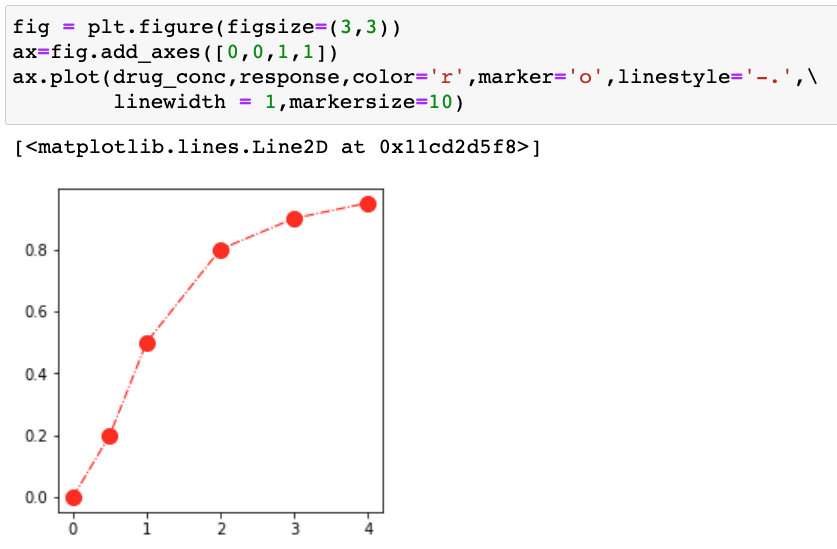 fig = plt.figure(figsize=(3,3))
ax=fig.add_axes([0,0,1,1])
ax.plot(drug_conc,response,color='r',marker='o',linestyle='-.',\
        linewidth = 1,markersize=10)
[<matplotlib.lines.Line2D at 0x11cd2d5f8>]
0.8
0.6
0.4
0.2
0.0
0 1 2 3 4